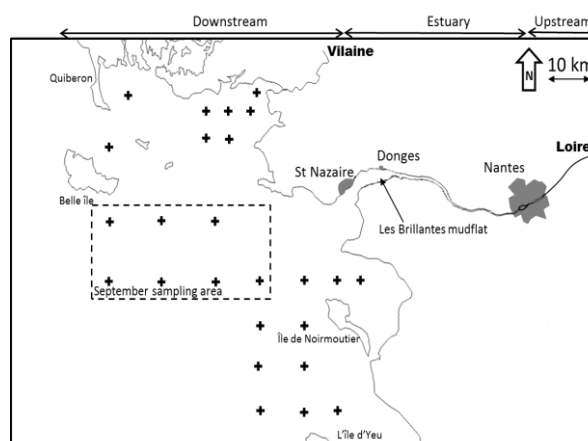 Downstream
Estuary
Upstream
Vilaine
Quiberon
N
10 km
Loire
Donges
St Nazaire
Nantes
Belle île
Les Brillantes mudflat
September sampling area
Île de Noirmoutier
L'île d'Yeu